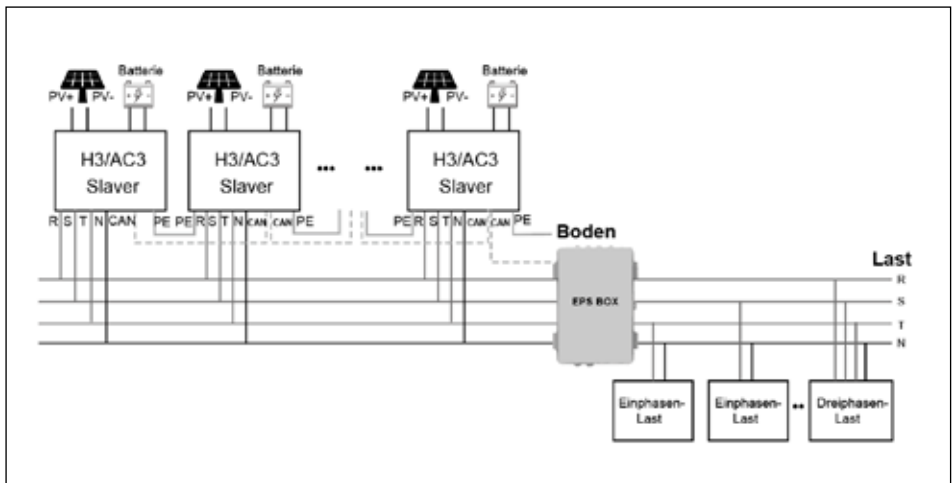 Batterie
PV+ PV-
Batterie
PV+ PV-
Batterie
PV+ PV-
H3/AC3
Slaver
H3/AC3
Slaver
... ...
H3/AC3
Slaver
R S T N CAN PE
PE R S T N CAN CAN PE
PE R S T N CAN CAN PE
Boden
Last
EPS BOX
R
S
T
N
Einphasen-
Last
Einphasen-
Last
..
Dreiphasen-
Last